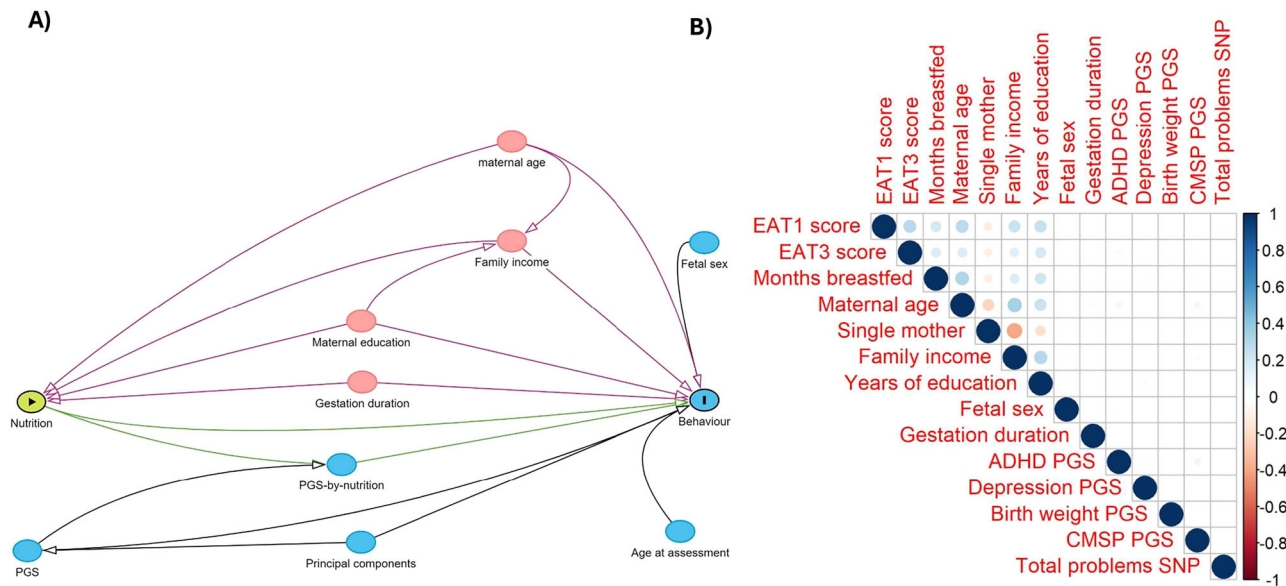 A)
maternal age
Family income
Fetal sex
Maternal education
Gestation duration
Nutrition
Behaviour
PGS-by-nutrition
Age at assessment
Principal components
PGS
B)
EAT1 score
EAT3 score
Months breastfed
Maternal age
Single mother
Family income
Years of education
Fetal sex
Gestation duration
ADHD PGS
Depression PGS
Birth weight PGS
CMSP PGS
Total problems SNP
EAT1 score
EAT3 score
Months breastfed
Maternal age
Single mother
Family income
Years of education
Fetal sex
Gestation duration
ADHD PGS
Depression PGS
Birth weight PGS
CMSP PGS
Total problems SNP
1
0.8
0.6
0.4
0.2
0
-0.2
-0.4
-0.6
-0.8
-1